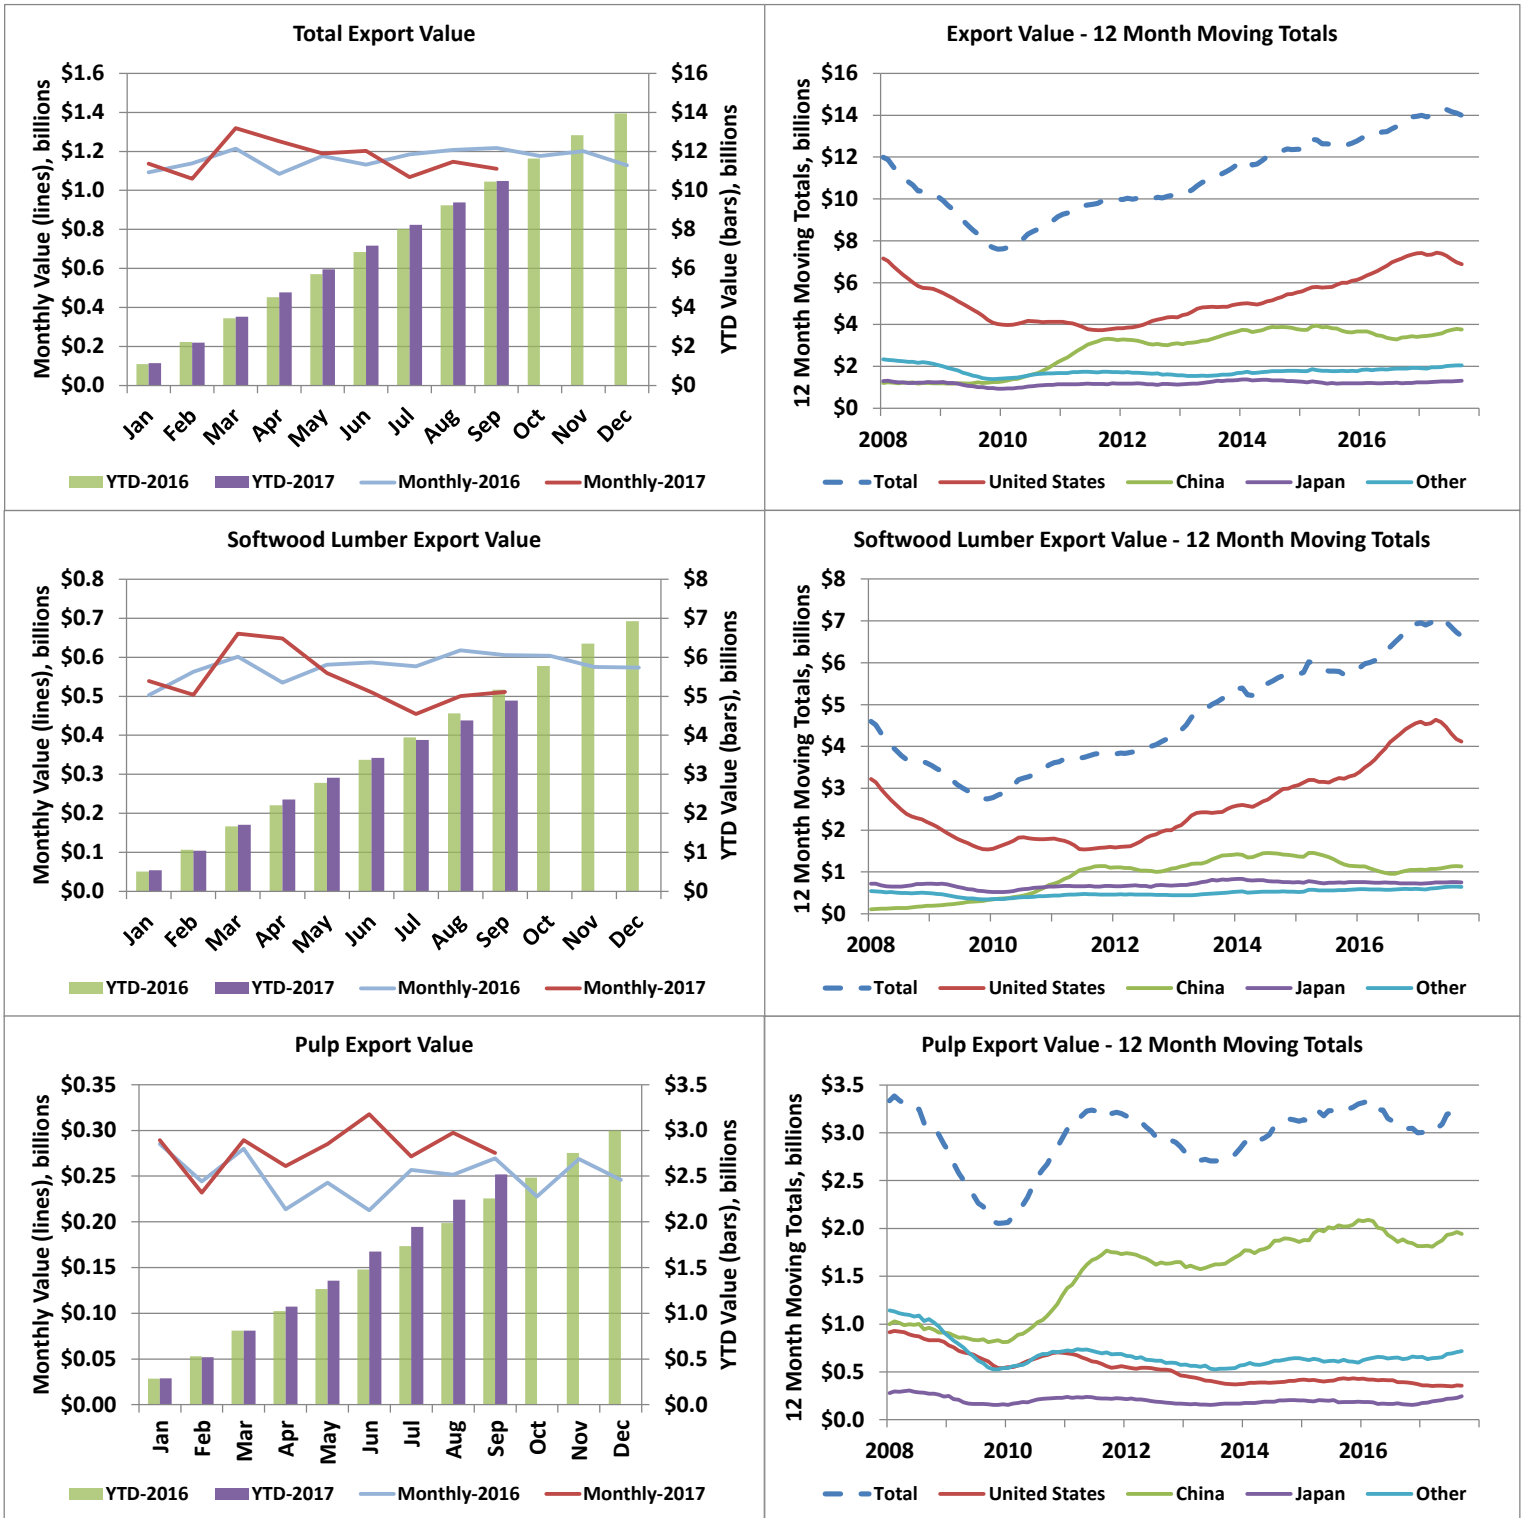 Total Export Value
Monthly Value (lines), billions
$1.6
$1.4
$1.2
$1.0
$0.8
$0.6
$0.4
$0.2
$0.0
$16
$14
$12
$10
$8
$6
$4
$2
$0
YTD Value (bars), billions
Jan Feb Mar Apr May Jun Jul Aug Sep Oct Nov Dec
YTD-2016 YTD-2017 Monthly-2016 Monthly-2017
Export Value - 12 Month Moving Totals
12 Month Moving Totals, billions
$16
$14
$12
$10
$8
$6
$4
$2
$0
2008 2010 2012 2014 2016
Total United States China Japan Other
Softwood Lumber Export Value
Monthly Value (lines), billions
$0.8
$0.7
$0.6
$0.5
$0.4
$0.3
$0.2
$0.1
$0.0
$8
$7
$6
$5
$4
$3
$2
$1
$0
YTD Value (bars), billions
Jan Feb Mar Apr May Jun Jul Aug Sep Oct Nov Dec
YTD-2016 YTD-2017 Monthly-2016 Monthly-2017
Softwood Lumber Export Value - 12 Month Moving Totals
12 Month Moving Totals, billions
$8
$7
$6
$5
$4
$3
$2
$1
$0
2008 2010 2012 2014 2016
Total United States China Japan Other
Pulp Export Value
Monthly Value (lines), billions
$0.35
$0.30
$0.25
$0.20
$0.15
$0.10
$0.05
$0.00
$3.5
$3.0
$2.5
$2.0
$1.5
$1.0
$0.5
$0.0
YTD Value (bars), billions
Jan Feb Mar Apr May Jun Jul Aug Sep Oct Nov Dec
YTD-2016 YTD-2017 Monthly-2016 Monthly-2017
Pulp Export Value - 12 Month Moving Totals
12 Month Moving Totals, billions
$3.5
$3.0
$2.5
$2.0
$1.5
$1.0
$0.5
$0.0
2008 2010 2012 2014 2016
Total United States China Japan Other